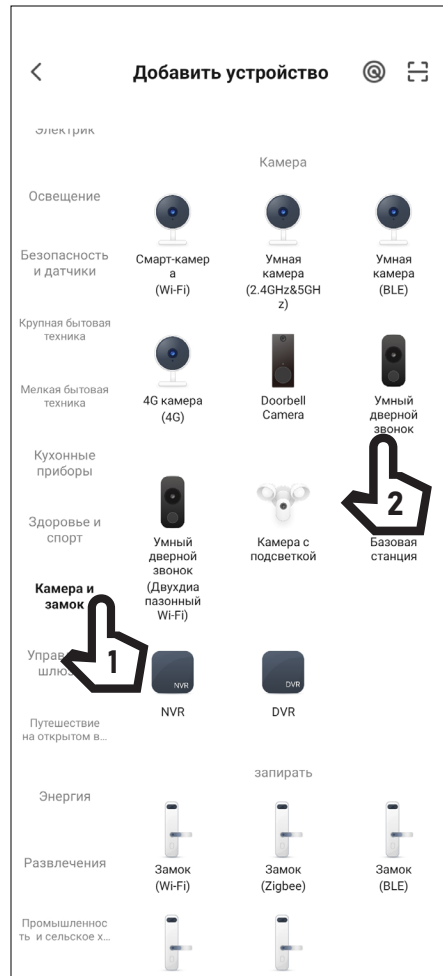 Добавить устройство
Электрик
Освещение
Безопасность
и датчики
Крупная бытовая
техника
Мелкая бытовая
техника
Кухонные
приборы
Здоровье и
спорт
Камера и
замок
1
шлюз
Путешествие
на открытом в...
Энергия
Развлечения
Промышленнос
ть и сельское х...
Камера
Смарт-камер
а
(Wi-Fi)
Умная
камера
(2.4GHz&5GH
z)
Умная
камера
(BLE)
4G камера
(4G)
Doorbell
Camera
Умный
дверной
звонок
2
Умный
дверной
звонок
(Двухдиа
пазонный
Wi-Fi)
Камера с
подсветкой
Базовая
станция
NVR
NVR
DVR
DVR
запирать
Замок
(Wi-Fi)
Замок
(Zigbee)
Замок
(BLE)